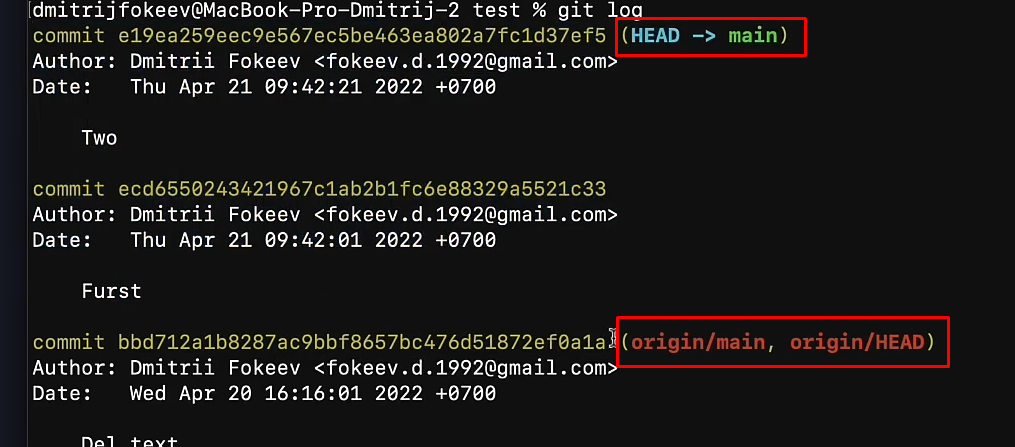 dmitrijfokeev@MacBook-Pro-Dmitrij-2 test % git log
commit e19ea259eec9e567ec5be463ea802a7fc1d37ef5 (HEAD -> main)
Author: Dmitrii Fokeev <fokeev.d.1992@gmail.com>
Date:   Thu Apr 21 09:42:21 2022 +0700
Two
commit ecd6550243421967c1ab2b1fc6e88329a5521c33
Author: Dmitrii Fokeev <fokeev.d.1992@gmail.com>
Date:   Thu Apr 21 09:42:01 2022 +0700
Furst
commit bbd712a1b8287ac9bbf8657bc476d51872ef0a1a (origin/main, origin/HEAD)
Author: Dmitrii Fokeev <fokeev.d.1992@gmail.com>
Date:   Wed Apr 20 16:16:01 2022 +0700
Del text